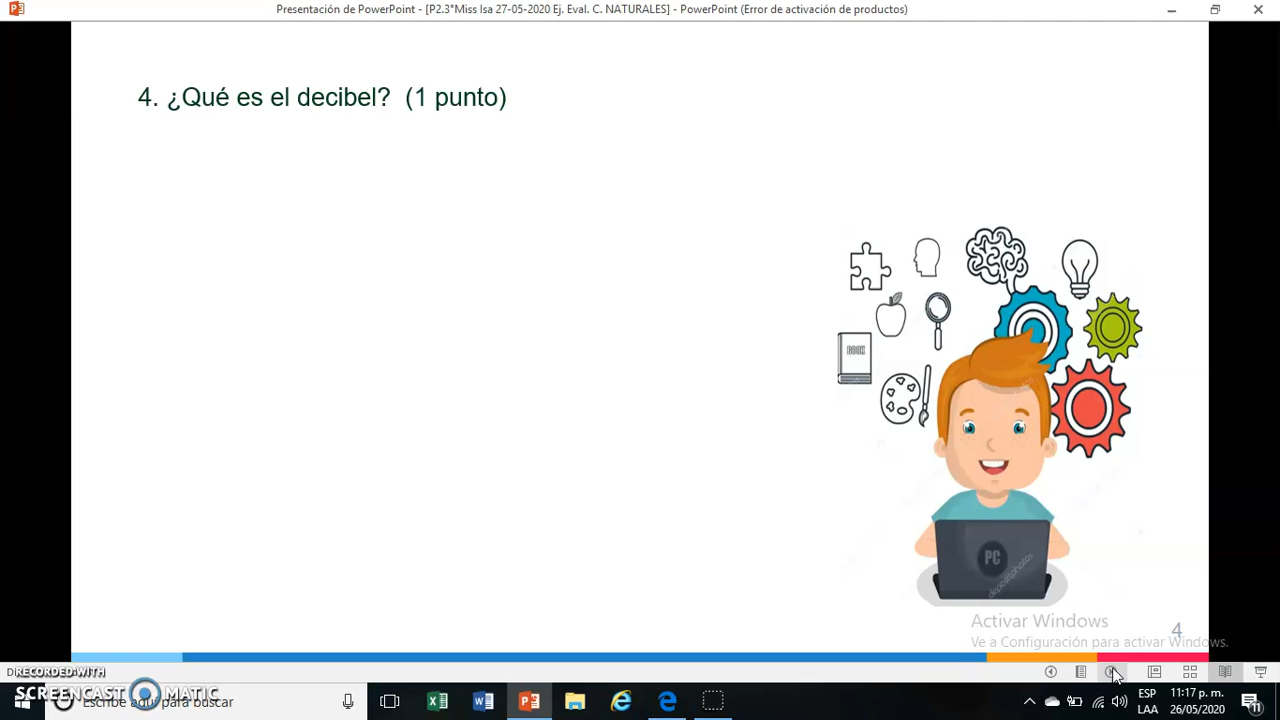 Presentación de PowerPoint - [P2.3°Miss Isa 27-05-2020 Ej. Eval. C. NATURALES] - PowerPoint (Error de activación de productos)
4. ¿Qué es el decibel? (1 punto)
BOOK
PC
depositphotos
Activar Windows
4
Ve a Configuración para activar Windows.
RECORDED WITH
SCREENCAST MATIC
Escribe aquí para buscar
ESP
LAA
11:17 p. m.
26/05/2020
11